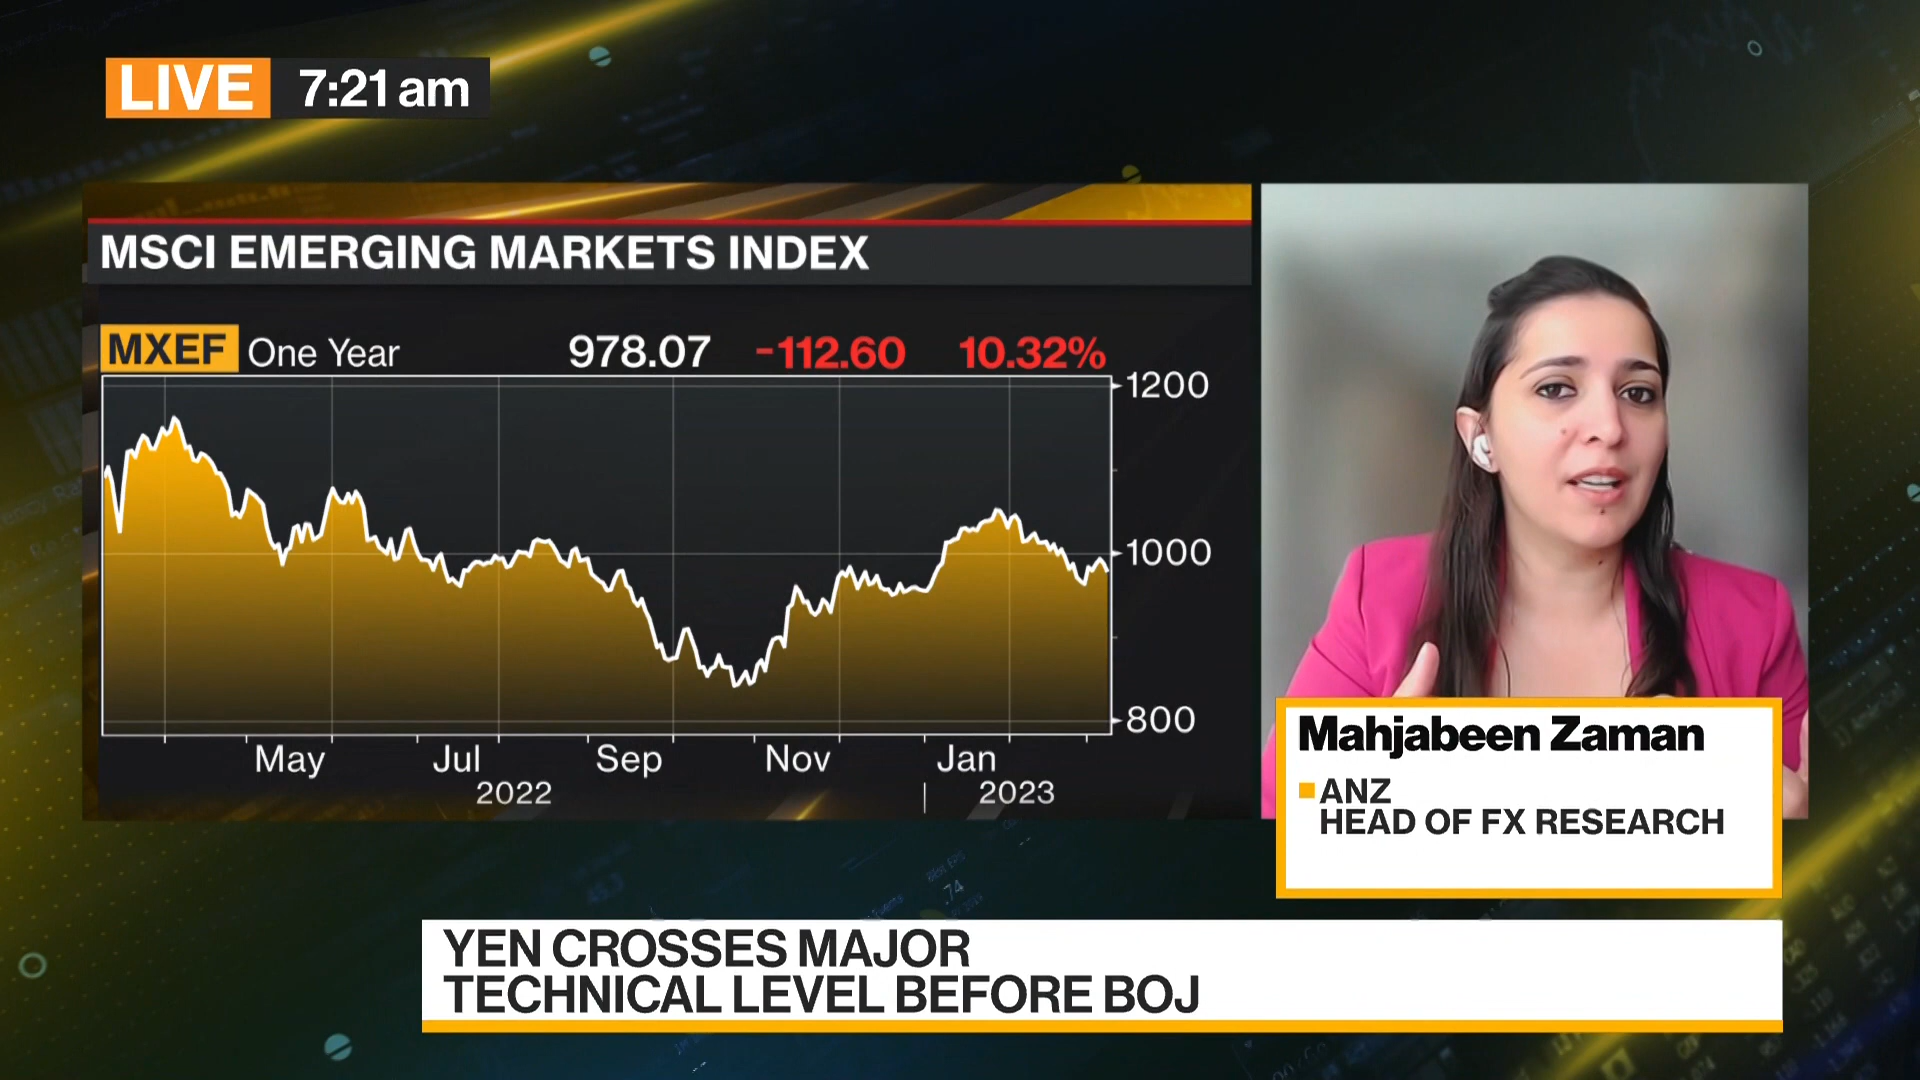 LIVE 7:21 am
MSCI EMERGING MARKETS INDEX
MXEF One Year 978.07 -112.60 10.32%
1200
1000
800
May Jul Sep Nov Jan
2022 2023
Mahjabeen Zaman
ANZ
HEAD OF FX RESEARCH
YEN CROSSES MAJOR
TECHNICAL LEVEL BEFORE BOJ